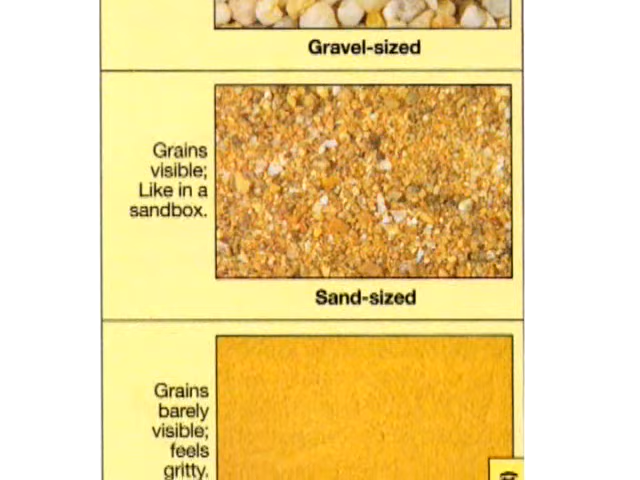 Gravel-sized
Grains
visible;
Like in a
sandbox.
Sand-sized
Grains
barely
visible;
feels
gritty.